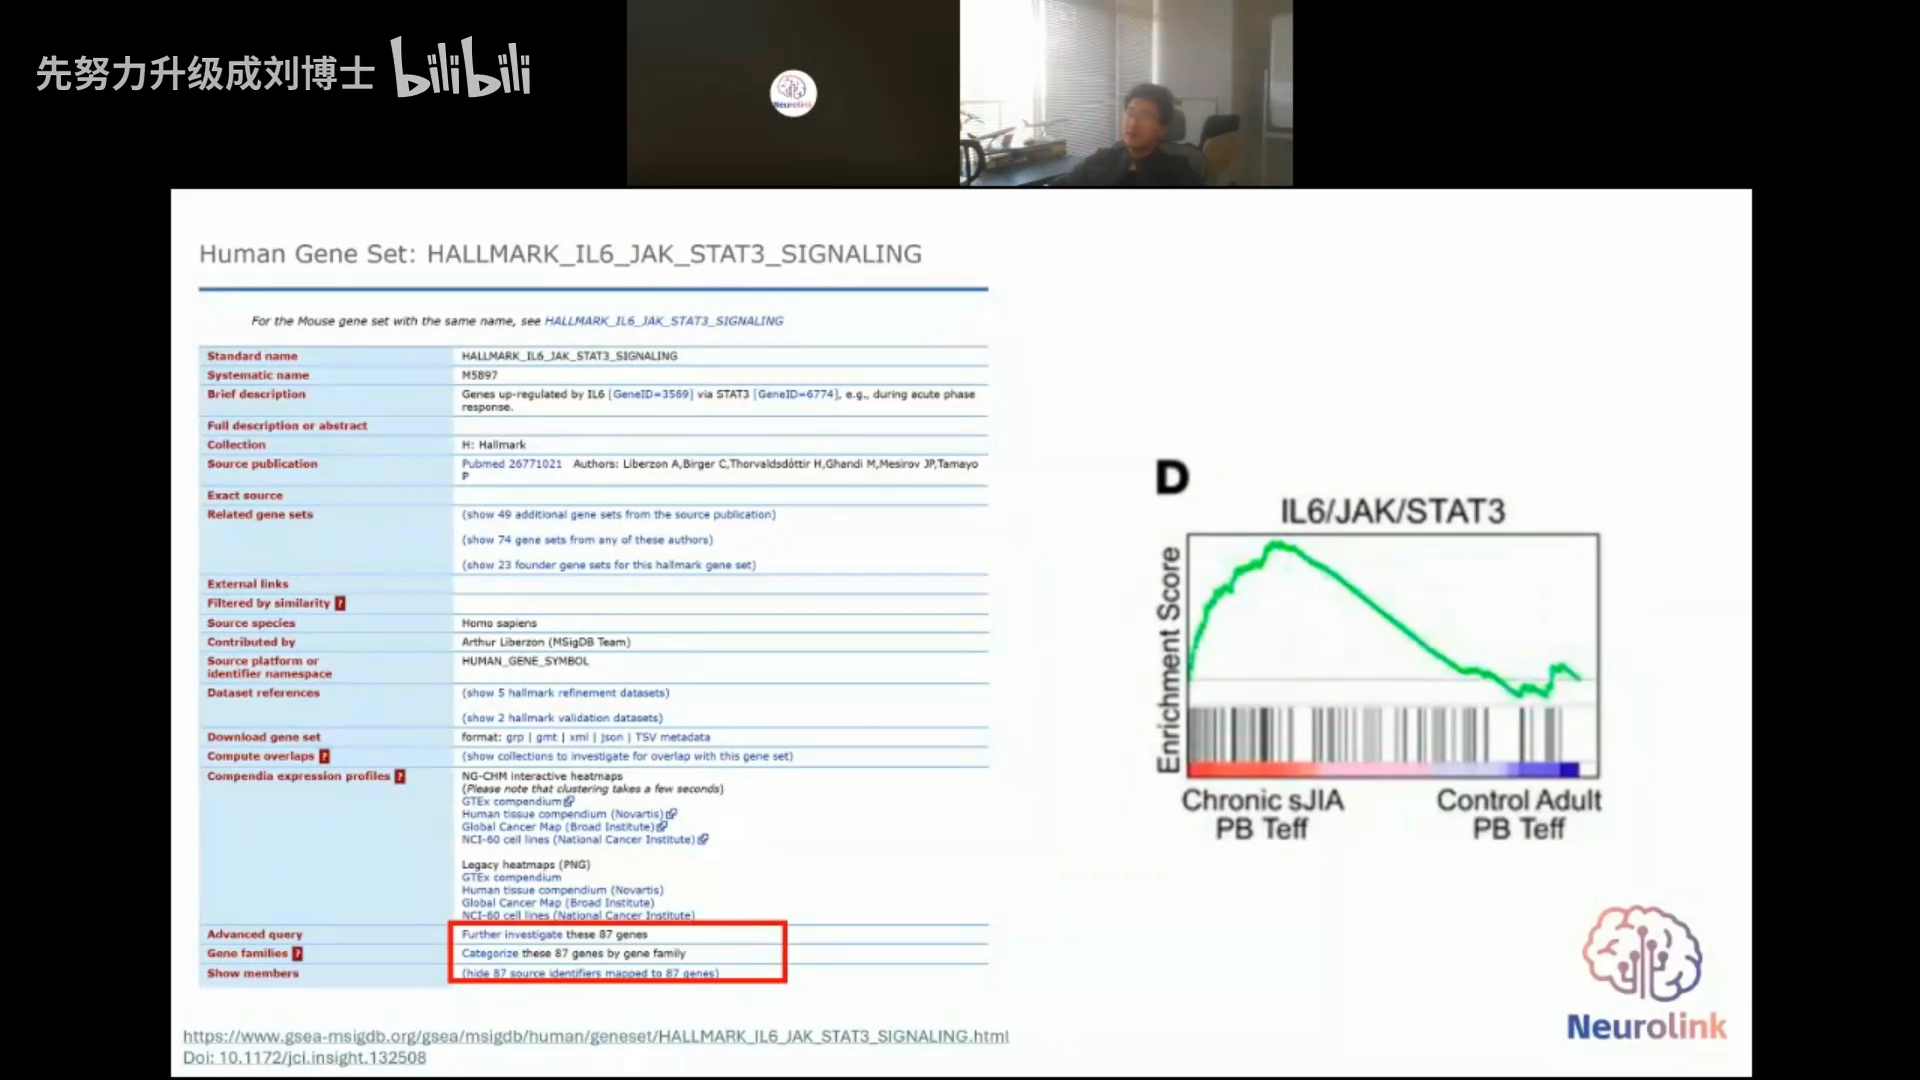 先努力升级成刘博士 bilibili
Neurolink
Human Gene Set: HALLMARK_IL6_JAK_STAT3_SIGNALING
For the Mouse gene set with the same name, see HALLMARK_IL6_JAK_STAT3_SIGNALING
Standard name HALLMARK_IL6_JAK_STAT3_SIGNALING
Systematic name M5897
Brief description Genes up-regulated by IL6 [GeneID=3569] via STAT3 [GeneID=6774], e.g., during acute phase
response.
Full description or abstract
Collection H: Hallmark
Source publication Pubmed 26771021 Authors: Liberzon A,Birger C,Thorvaldsdóttir H,Ghandi M,Mesirov JP,Tamayo
P
Exact source
Related gene sets (show 49 additional gene sets from the source publication)
(show 74 gene sets from any of these authors)
(show 23 founder gene sets for this hallmark gene set)
External links
Filtered by similarity ?
Source species Homo sapiens
Contributed by Arthur Liberzon (MSigDB Team)
Source platform or HUMAN_GENE_SYMBOL
identifier namespace
Dataset references (show 5 hallmark refinement datasets)
(show 2 hallmark validation datasets)
Download gene set format: grp | gmt | xml | json | TSV metadata
Compute overlaps ? (show collections to investigate for overlap with this gene set)
Compendia expression profiles ? NG-CHM interactive heatmaps
(Please note that clustering takes a few seconds)
GTEx compendium
Human tissue compendium (Novartis)
Global Cancer Map (Broad Institute)
NCI-60 cell lines (National Cancer Institute)
Legacy heatmaps (PNG)
GTEx compendium
Human tissue compendium (Novartis)
Global Cancer Map (Broad Institute)
NCI-60 cell lines (National Cancer Institute)
Advanced query Further investigate these 87 genes
Gene families ? Categorize these 87 genes by gene family
Show members (hide 87 source identifiers mapped to 87 genes)
https://www.gsea-msigdb.org/gsea/msigdb/human/geneset/HALLMARK_IL6_JAK_STAT3_SIGNALING.html
Doi: 10.1172/jci.insight.132508
D
IL6/JAK/STAT3
Enrichment Score
Chronic sJIA
PB Teff
Control Adult
PB Teff
Neurolink